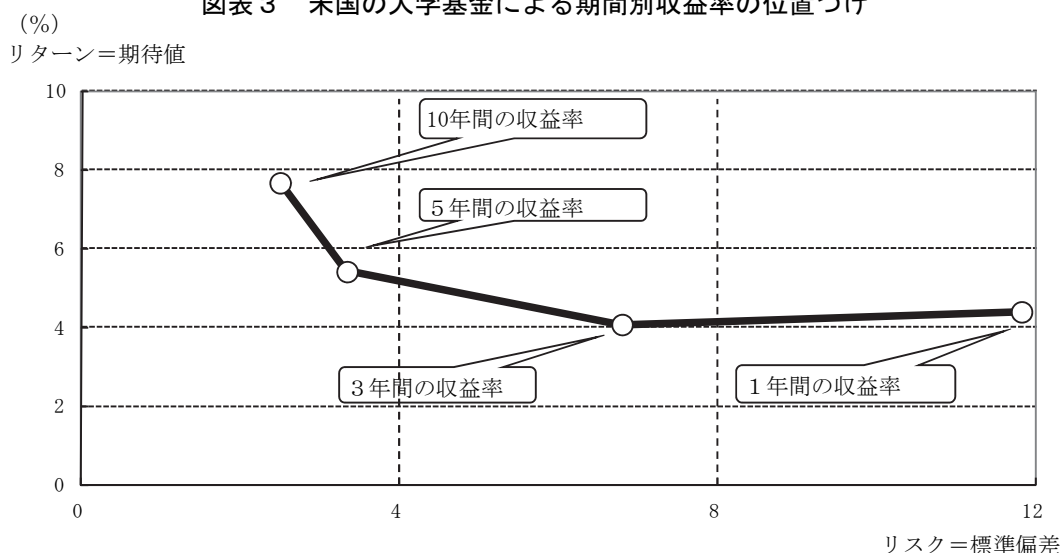 図表３　米国の大学基金による期間別収益率の位置づけ
（%）
リターン＝期待値
10
10年間の収益率
8
５年間の収益率
6
4
３年間の収益率
１年間の収益率
2
0
0
4
8
12
リスク＝標準偏差